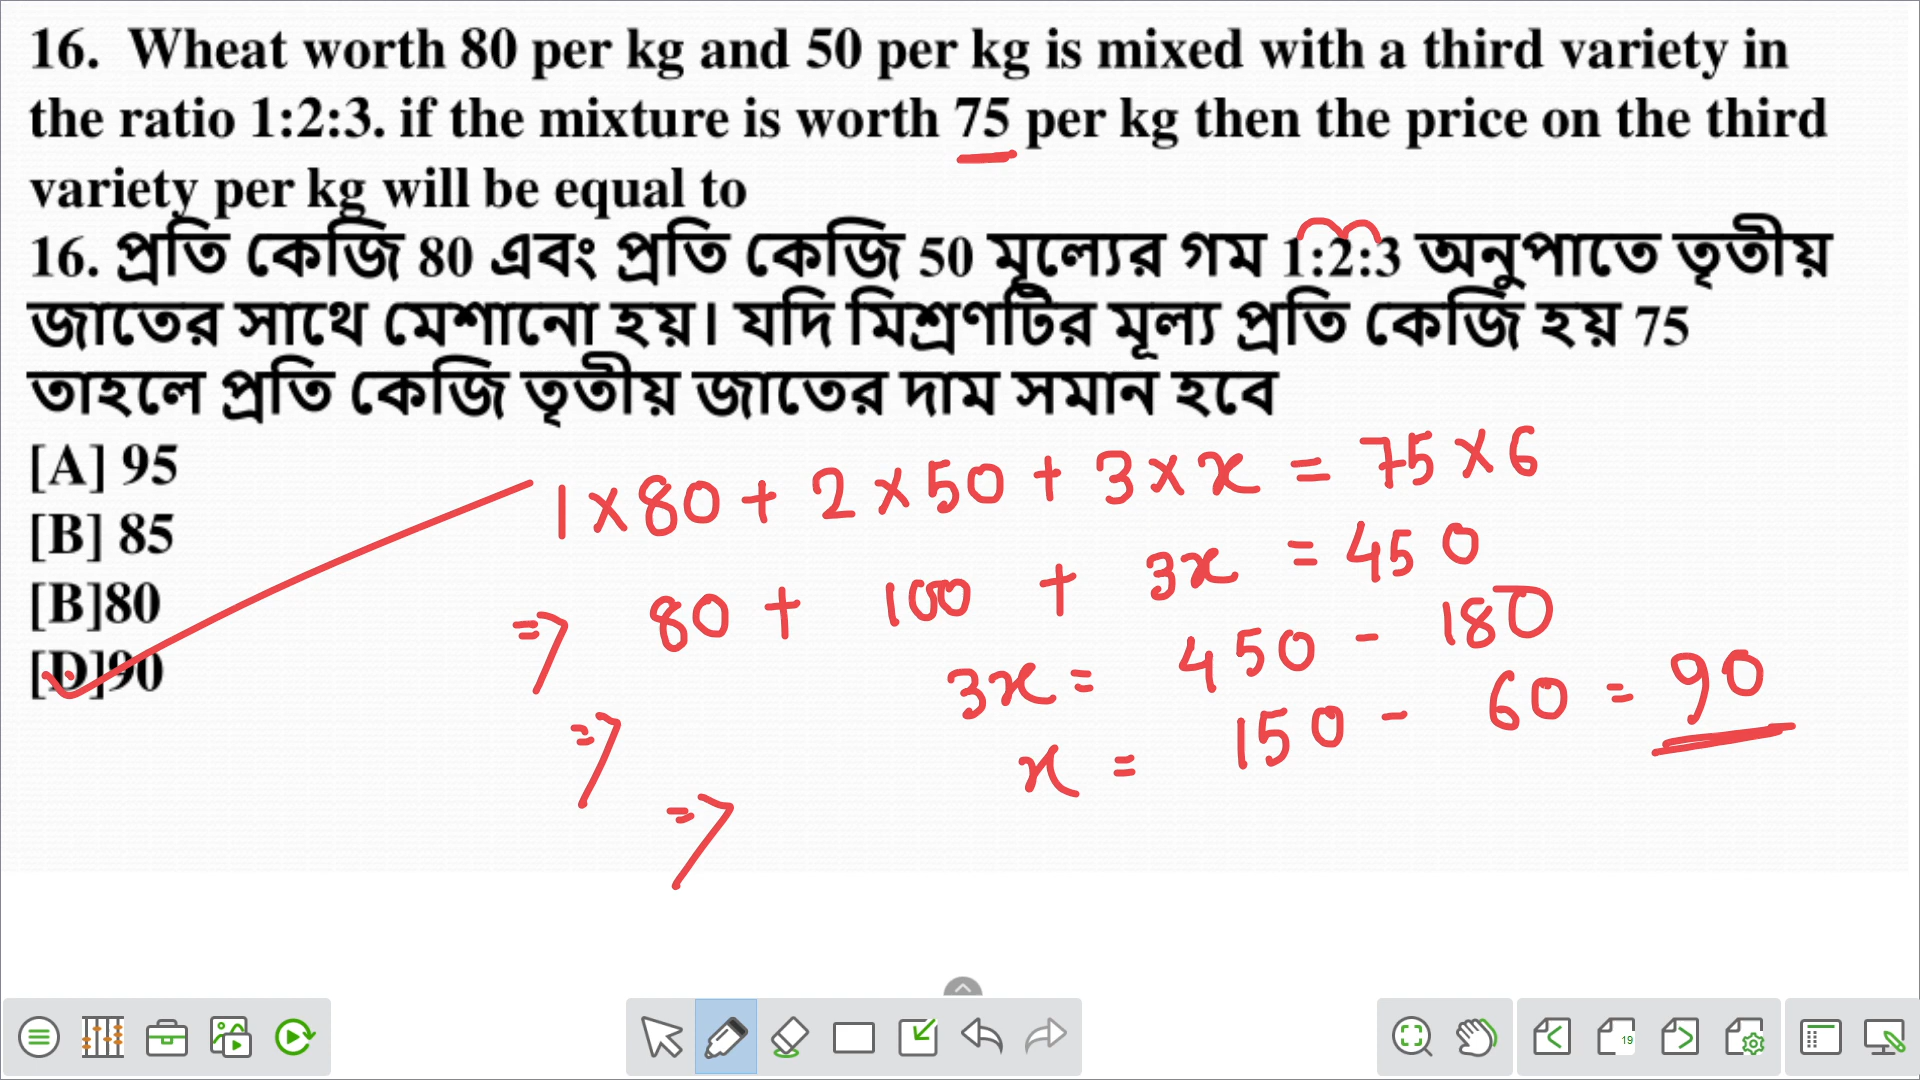 16. Wheat worth 80 per kg and 50 per kg is mixed with a third variety in
the ratio 1:2:3. if the mixture is worth 75 per kg then the price on the third
variety per kg will be equal to
16. প্রতি কেজি 80 এবং প্রতি কেজি 50 মূল্যের গম 1:2:3 অনুপাতে তৃতীয়
জাতের সাথে মেশানো হয়। যদি মিশ্রণটির মূল্য প্রতি কেজি হয় 75
তাহলে প্রতি কেজি তৃতীয় জাতের দাম সমান হবে
[A] 95
[B] 85
[B]80
[D]90
1 × 80 + 2 × 50 + 3 × x = 75 × 6
=> 80 + 100 + 3x = 450
=> 3x = 450 - 180
=> x = 150 - 60 = 90
19